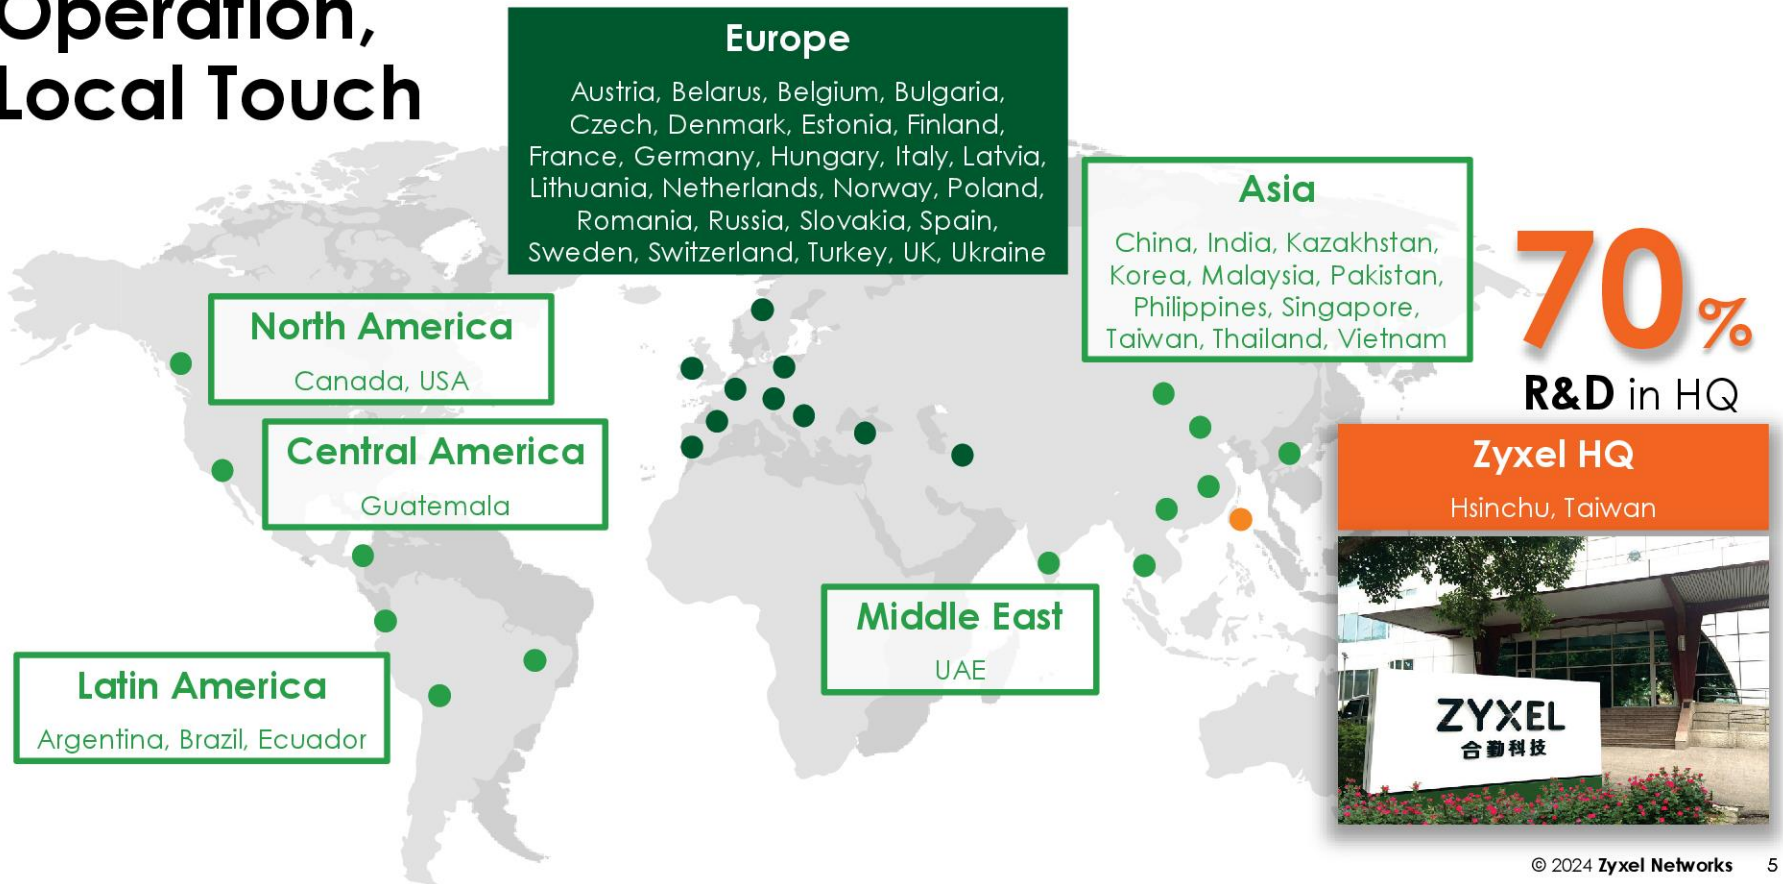 Operation,
Local Touch
Europe
Austria, Belarus, Belgium, Bulgaria,
Czech, Denmark, Estonia, Finland,
France, Germany, Hungary, Italy, Latvia,
Lithuania, Netherlands, Norway, Poland,
Romania, Russia, Slovakia, Spain,
Sweden, Switzerland, Turkey, UK, Ukraine
Asia
China, India, Kazakhstan,
Korea, Malaysia, Pakistan,
Philippines, Singapore,
Taiwan, Thailand, Vietnam
70%
R&D in HQ
North America
Canada, USA
Central America
Guatemala
Zyxel HQ
Hsinchu, Taiwan
Middle East
UAE
Latin America
Argentina, Brazil, Ecuador
ZYXEL
合勤科技
© 2024 Zyxel Networks 5